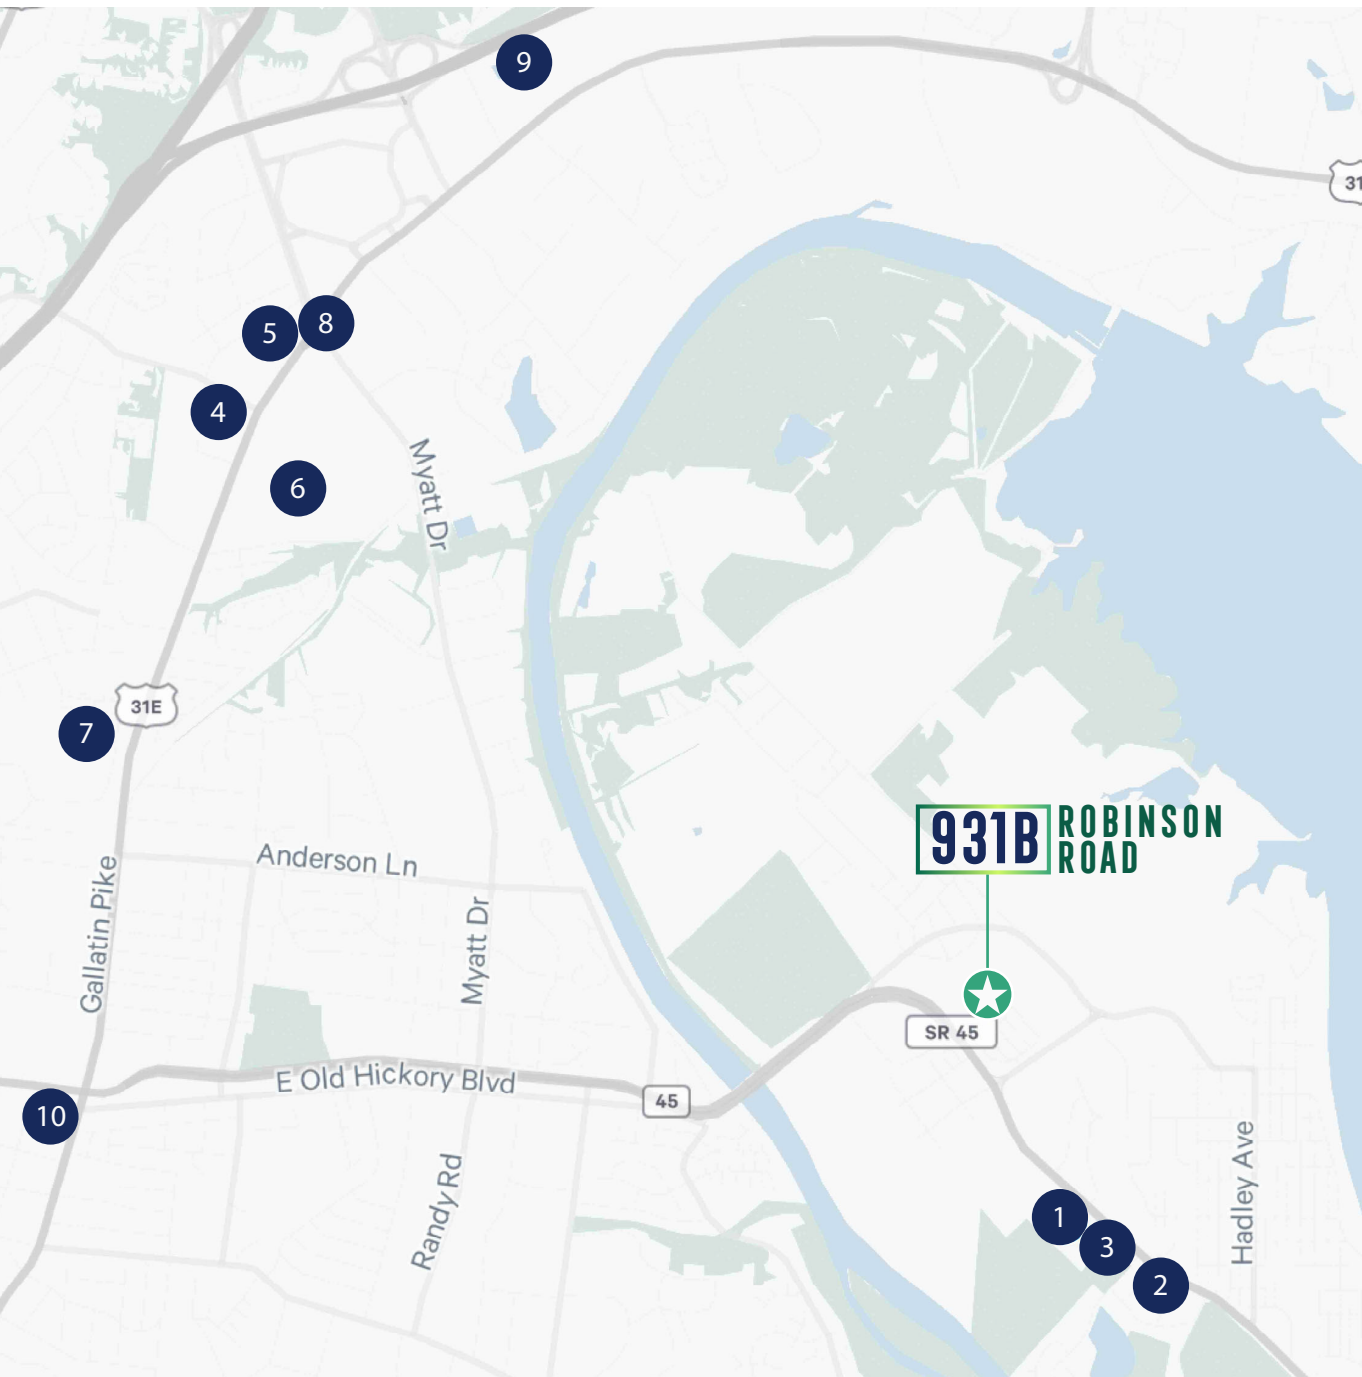 9
31
5
8
4
Myatt Dr
6
31E
7
931B ROBINSON
ROAD
Anderson Ln
Gallatin Pike
Myatt Dr
SR 45
E Old Hickory Blvd
45
10
Randy Rd
Hadley Ave
1
3
2